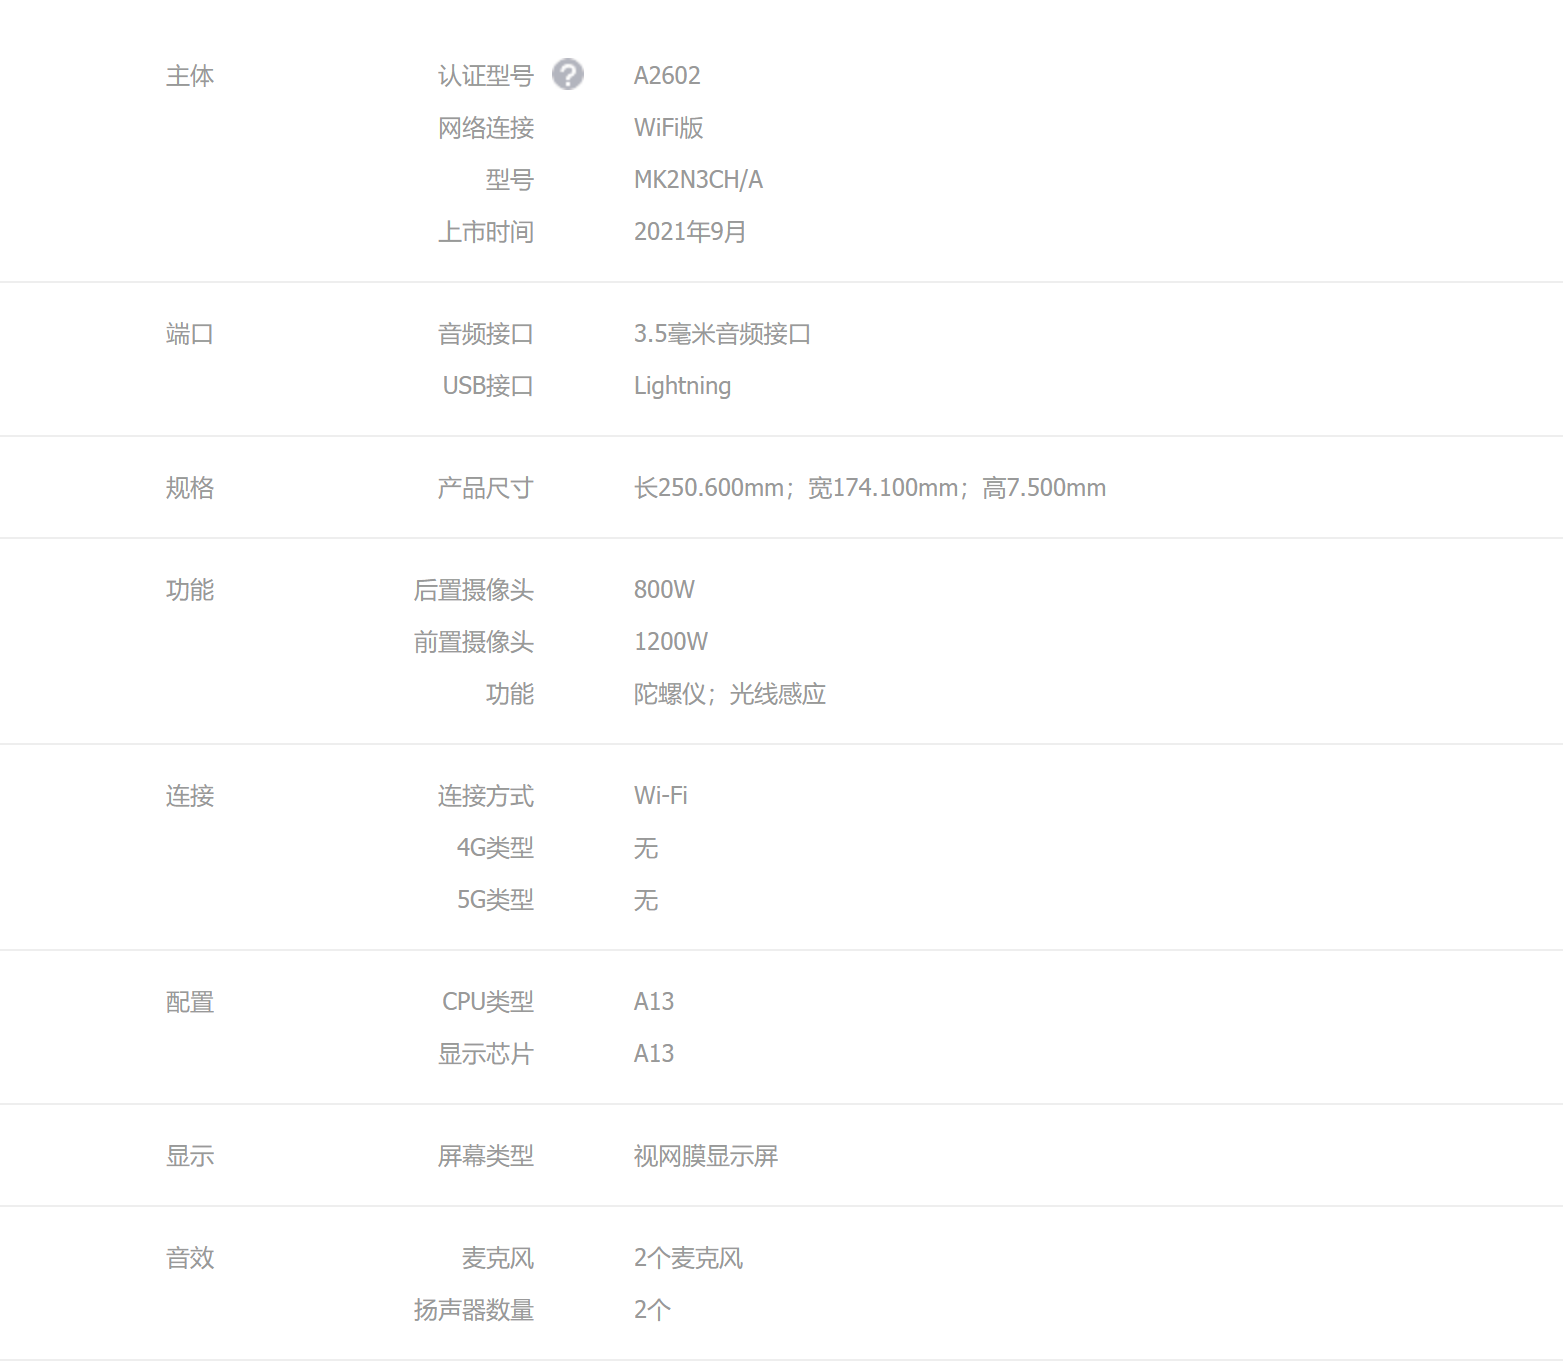 主体 认证型号 ? A2602
网络连接 WiFi版
型号 MK2N3CH/A
上市时间 2021年9月
端口 音频接口 3.5毫米音频接口
USB接口 Lightning
规格 产品尺寸 长250.600mm；宽174.100mm；高7.500mm
功能 后置摄像头 800W
前置摄像头 1200W
功能 陀螺仪；光线感应
连接 连接方式 Wi-Fi
4G类型 无
5G类型 无
配置 CPU类型 A13
显示芯片 A13
显示 屏幕类型 视网膜显示屏
音效 麦克风 2个麦克风
扬声器数量 2个